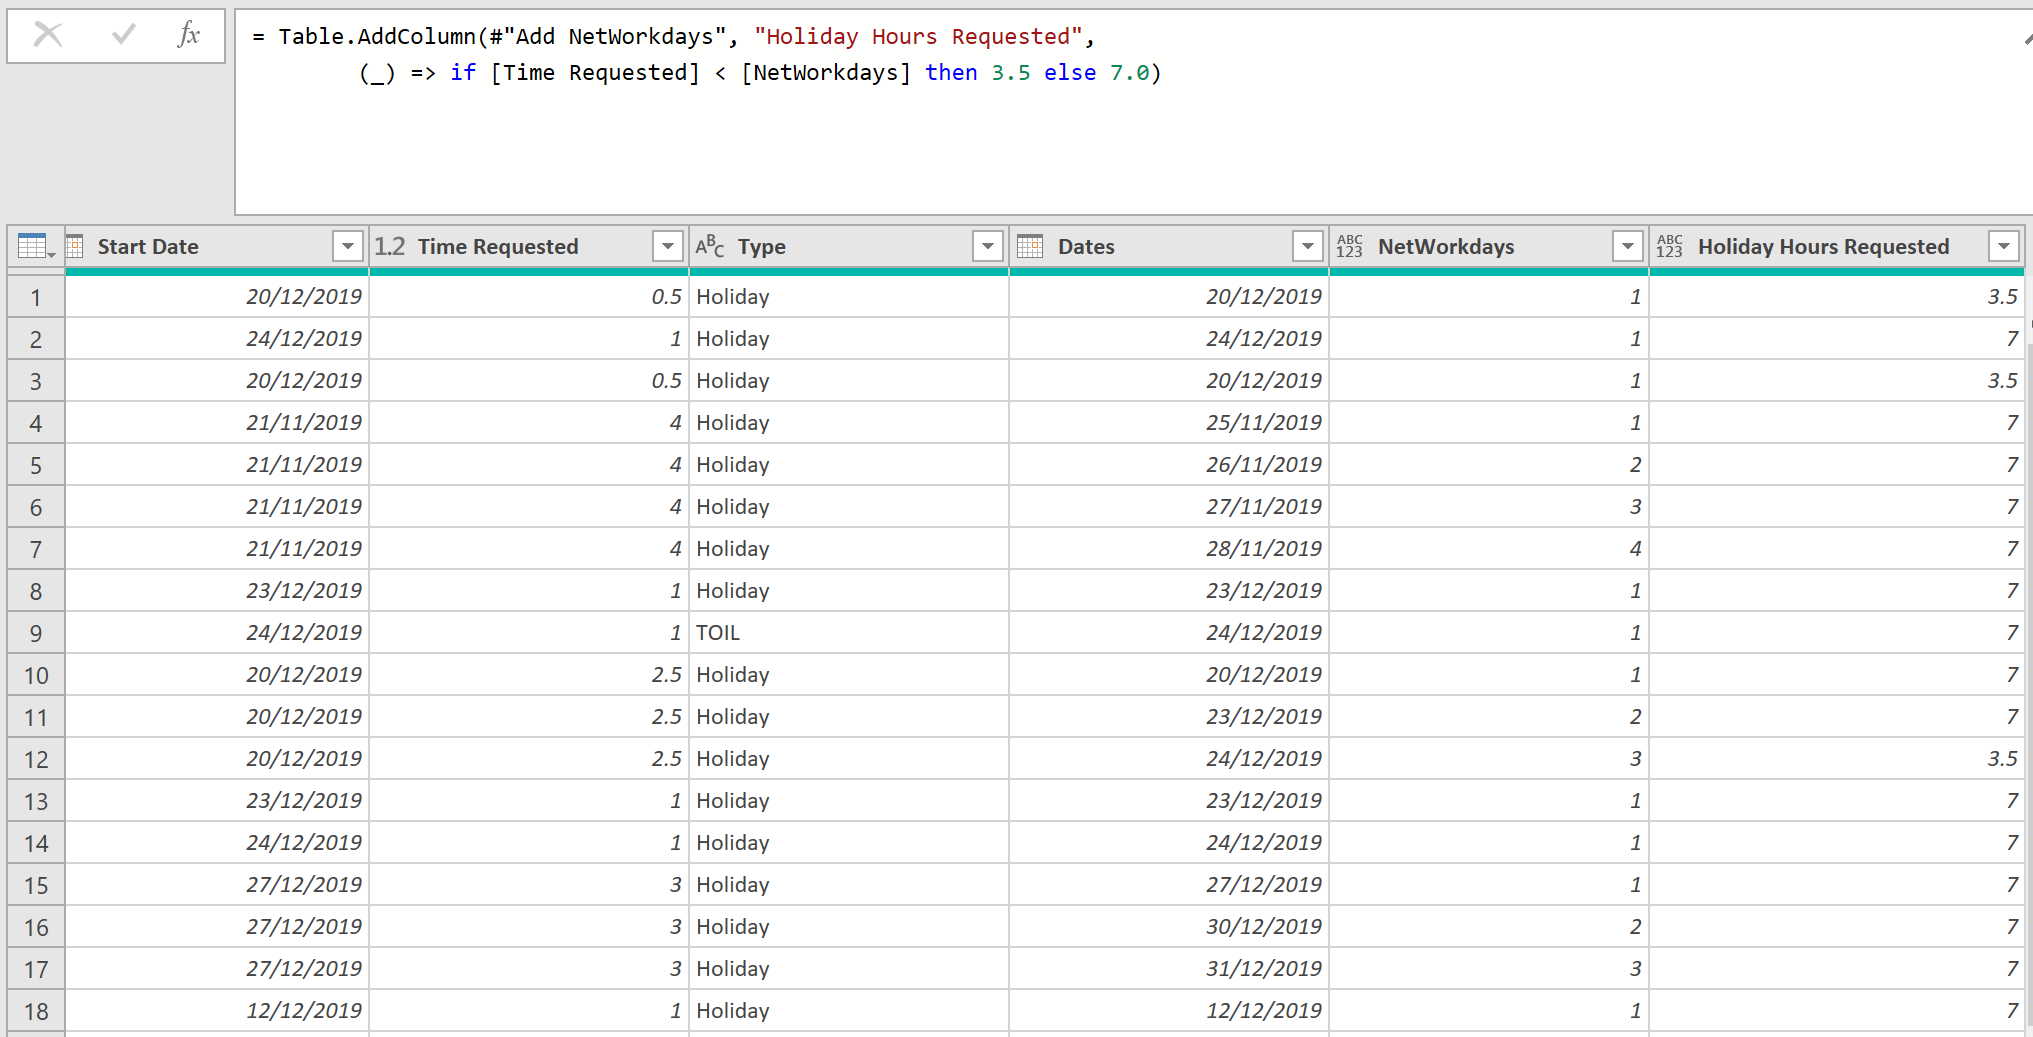 fx
= Table.AddColumn(#"Add NetWorkdays", "Holiday Hours Requested",
(_) => if [Time Requested] < [NetWorkdays] then 3.5 else 7.0)
Start Date 1.2 Time Requested ABC Type Dates ABC 123 NetWorkdays ABC 123 Holiday Hours Requested
1 20/12/2019 0.5 Holiday 20/12/2019 1 3.5
2 24/12/2019 1 Holiday 24/12/2019 1 7
3 20/12/2019 0.5 Holiday 20/12/2019 1 3.5
4 21/11/2019 4 Holiday 25/11/2019 1 7
5 21/11/2019 4 Holiday 26/11/2019 2 7
6 21/11/2019 4 Holiday 27/11/2019 3 7
7 21/11/2019 4 Holiday 28/11/2019 4 7
8 23/12/2019 1 Holiday 23/12/2019 1 7
9 24/12/2019 1 TOIL 24/12/2019 1 7
10 20/12/2019 2.5 Holiday 20/12/2019 1 7
11 20/12/2019 2.5 Holiday 23/12/2019 2 7
12 20/12/2019 2.5 Holiday 24/12/2019 3 3.5
13 23/12/2019 1 Holiday 23/12/2019 1 7
14 24/12/2019 1 Holiday 24/12/2019 1 7
15 27/12/2019 3 Holiday 27/12/2019 1 7
16 27/12/2019 3 Holiday 30/12/2019 2 7
17 27/12/2019 3 Holiday 31/12/2019 3 7
18 12/12/2019 1 Holiday 12/12/2019 1 7